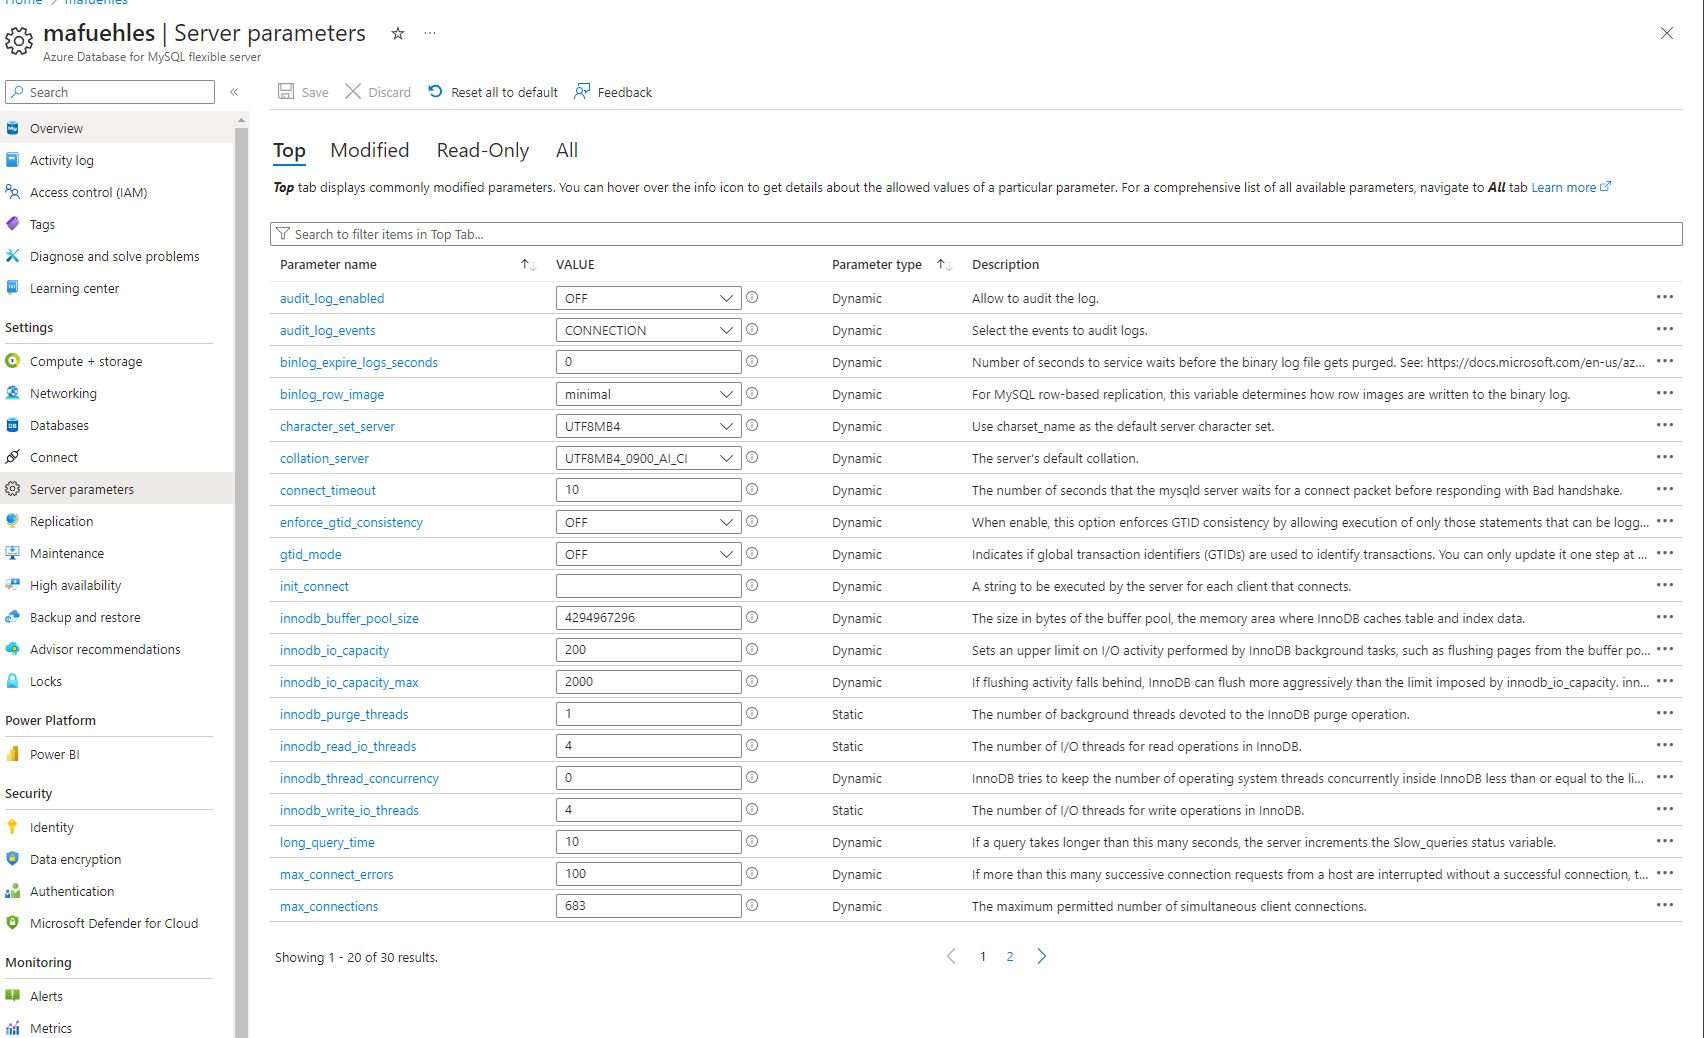 Home > mafuehles
mafuehles | Server parameters
Azure Database for MySQL flexible server
Search
Overview
Activity log
Access control (IAM)
Tags
Diagnose and solve problems
Learning center
Settings
Compute + storage
Networking
Databases
Connect
Server parameters
Replication
Maintenance
High availability
Backup and restore
Advisor recommendations
Locks
Power Platform
Power BI
Security
Identity
Data encryption
Authentication
Microsoft Defender for Cloud
Monitoring
Alerts
Metrics
Save Discard Reset all to default Feedback
Top Modified Read-Only All
Top tab displays commonly modified parameters. You can hover over the info icon to get details about the allowed values of a particular parameter. For a comprehensive list of all available parameters, navigate to All tab Learn more
Search to filter items in Top Tab...
Parameter name VALUE Parameter type Description
audit_log_enabled OFF Dynamic Allow to audit the log.
audit_log_events CONNECTION Dynamic Select the events to audit logs.
binlog_expire_logs_seconds 0 Dynamic Number of seconds to service waits before the binary log file gets purged. See: https://docs.microsoft.com/en-us/az...
binlog_row_image minimal Dynamic For MySQL row-based replication, this variable determines how row images are written to the binary log.
character_set_server UTF8MB4 Dynamic Use charset_name as the default server character set.
collation_server UTF8MB4_0900_AI_CI Dynamic The server's default collation.
connect_timeout 10 Dynamic The number of seconds that the mysqld server waits for a connect packet before responding with Bad handshake.
enforce_gtid_consistency OFF Dynamic When enable, this option enforces GTID consistency by allowing execution of only those statements that can be logg...
gtid_mode OFF Dynamic Indicates if global transaction identifiers (GTIDs) are used to identify transactions. You can only update it one step at ...
init_connect Dynamic A string to be executed by the server for each client that connects.
innodb_buffer_pool_size 4294967296 Dynamic The size in bytes of the buffer pool, the memory area where InnoDB caches table and index data.
innodb_io_capacity 200 Dynamic Sets an upper limit on I/O activity performed by InnoDB background tasks, such as flushing pages from the buffer po...
innodb_io_capacity_max 2000 Dynamic If flushing activity falls behind, InnoDB can flush more aggressively than the limit imposed by innodb_io_capacity. inn...
innodb_purge_threads 1 Static The number of background threads devoted to the InnoDB purge operation.
innodb_read_io_threads 4 Static The number of I/O threads for read operations in InnoDB.
innodb_thread_concurrency 0 Dynamic InnoDB tries to keep the number of operating system threads concurrently inside InnoDB less than or equal to the li...
innodb_write_io_threads 4 Static The number of I/O threads for write operations in InnoDB.
long_query_time 10 Dynamic If a query takes longer than this many seconds, the server increments the Slow_queries status variable.
max_connect_errors 100 Dynamic If more than this many successive connection requests from a host are interrupted without a successful connection, t...
max_connections 683 Dynamic The maximum permitted number of simultaneous client connections.
Showing 1 - 20 of 30 results.
1 2